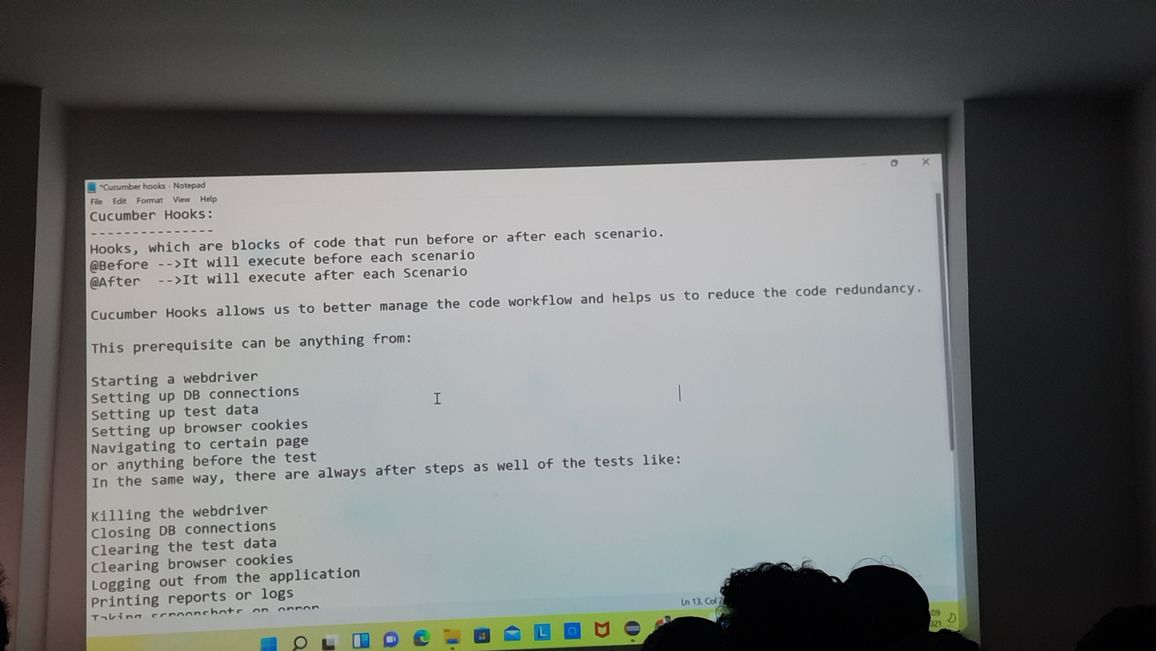 *Cucumber hooks - Notepad
File Edit Format View Help
Cucumber Hooks:
---------------
Hooks, which are blocks of code that run before or after each scenario.
@Before -->It will execute before each scenario
@After -->It will execute after each Scenario
Cucumber Hooks allows us to better manage the code workflow and helps us to reduce the code redundancy.
This prerequisite can be anything from:
Starting a webdriver
Setting up DB connections
Setting up test data
Setting up browser cookies
Navigating to certain page
or anything before the test
In the same way, there are always after steps as well of the tests like:
Killing the webdriver
Closing DB connections
Clearing the test data
Clearing browser cookies
Logging out from the application
Printing reports or logs
Taking screenshots on error
Ln 13, Col